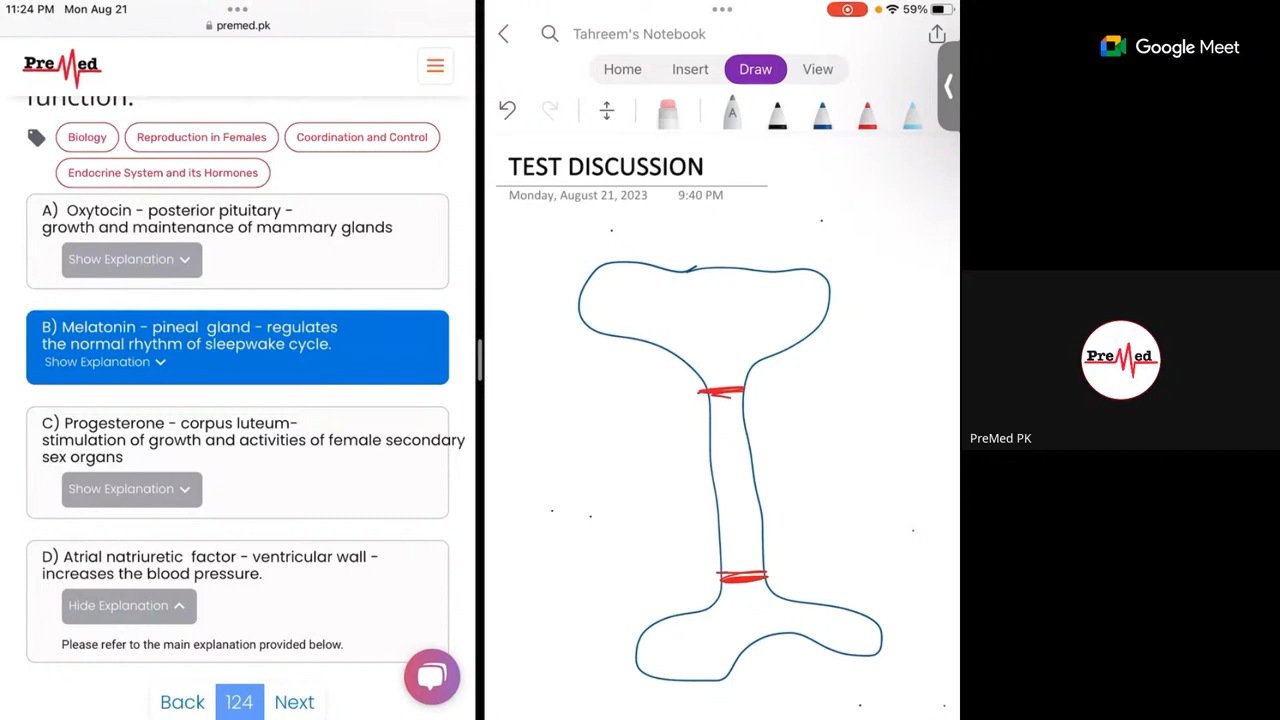 11:24 PM Mon Aug 21
premed.pk
PreMed
function.
Biology
Reproduction in Females
Coordination and Control
Endocrine System and its Hormones
A) Oxytocin - posterior pituitary -
growth and maintenance of mammary glands
Show Explanation
B) Melatonin - pineal gland - regulates
the normal rhythm of sleepwake cycle.
Show Explanation
C) Progesterone - corpus luteum-
stimulation of growth and activities of female secondary
sex organs
Show Explanation
D) Atrial natriuretic factor - ventricular wall -
increases the blood pressure.
Hide Explanation
Please refer to the main explanation provided below.
Back 124 Next
59%
Tahreem's Notebook
Home Insert Draw View
A
TEST DISCUSSION
Monday, August 21, 2023 9:40 PM
Google Meet
PreMed
PreMed PK